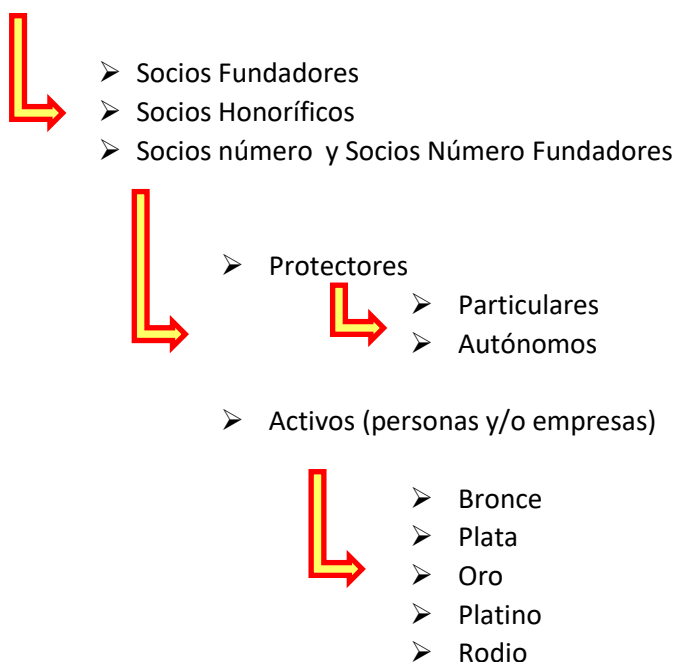 ➢ Socios Fundadores
➢ Socios Honoríficos
➢ Socios número y Socios Número Fundadores
➢ Protectores
➢ Particulares
➢ Autónomos
➢ Activos (personas y/o empresas)
➢ Bronce
➢ Plata
➢ Oro
➢ Platino
➢ Rodio